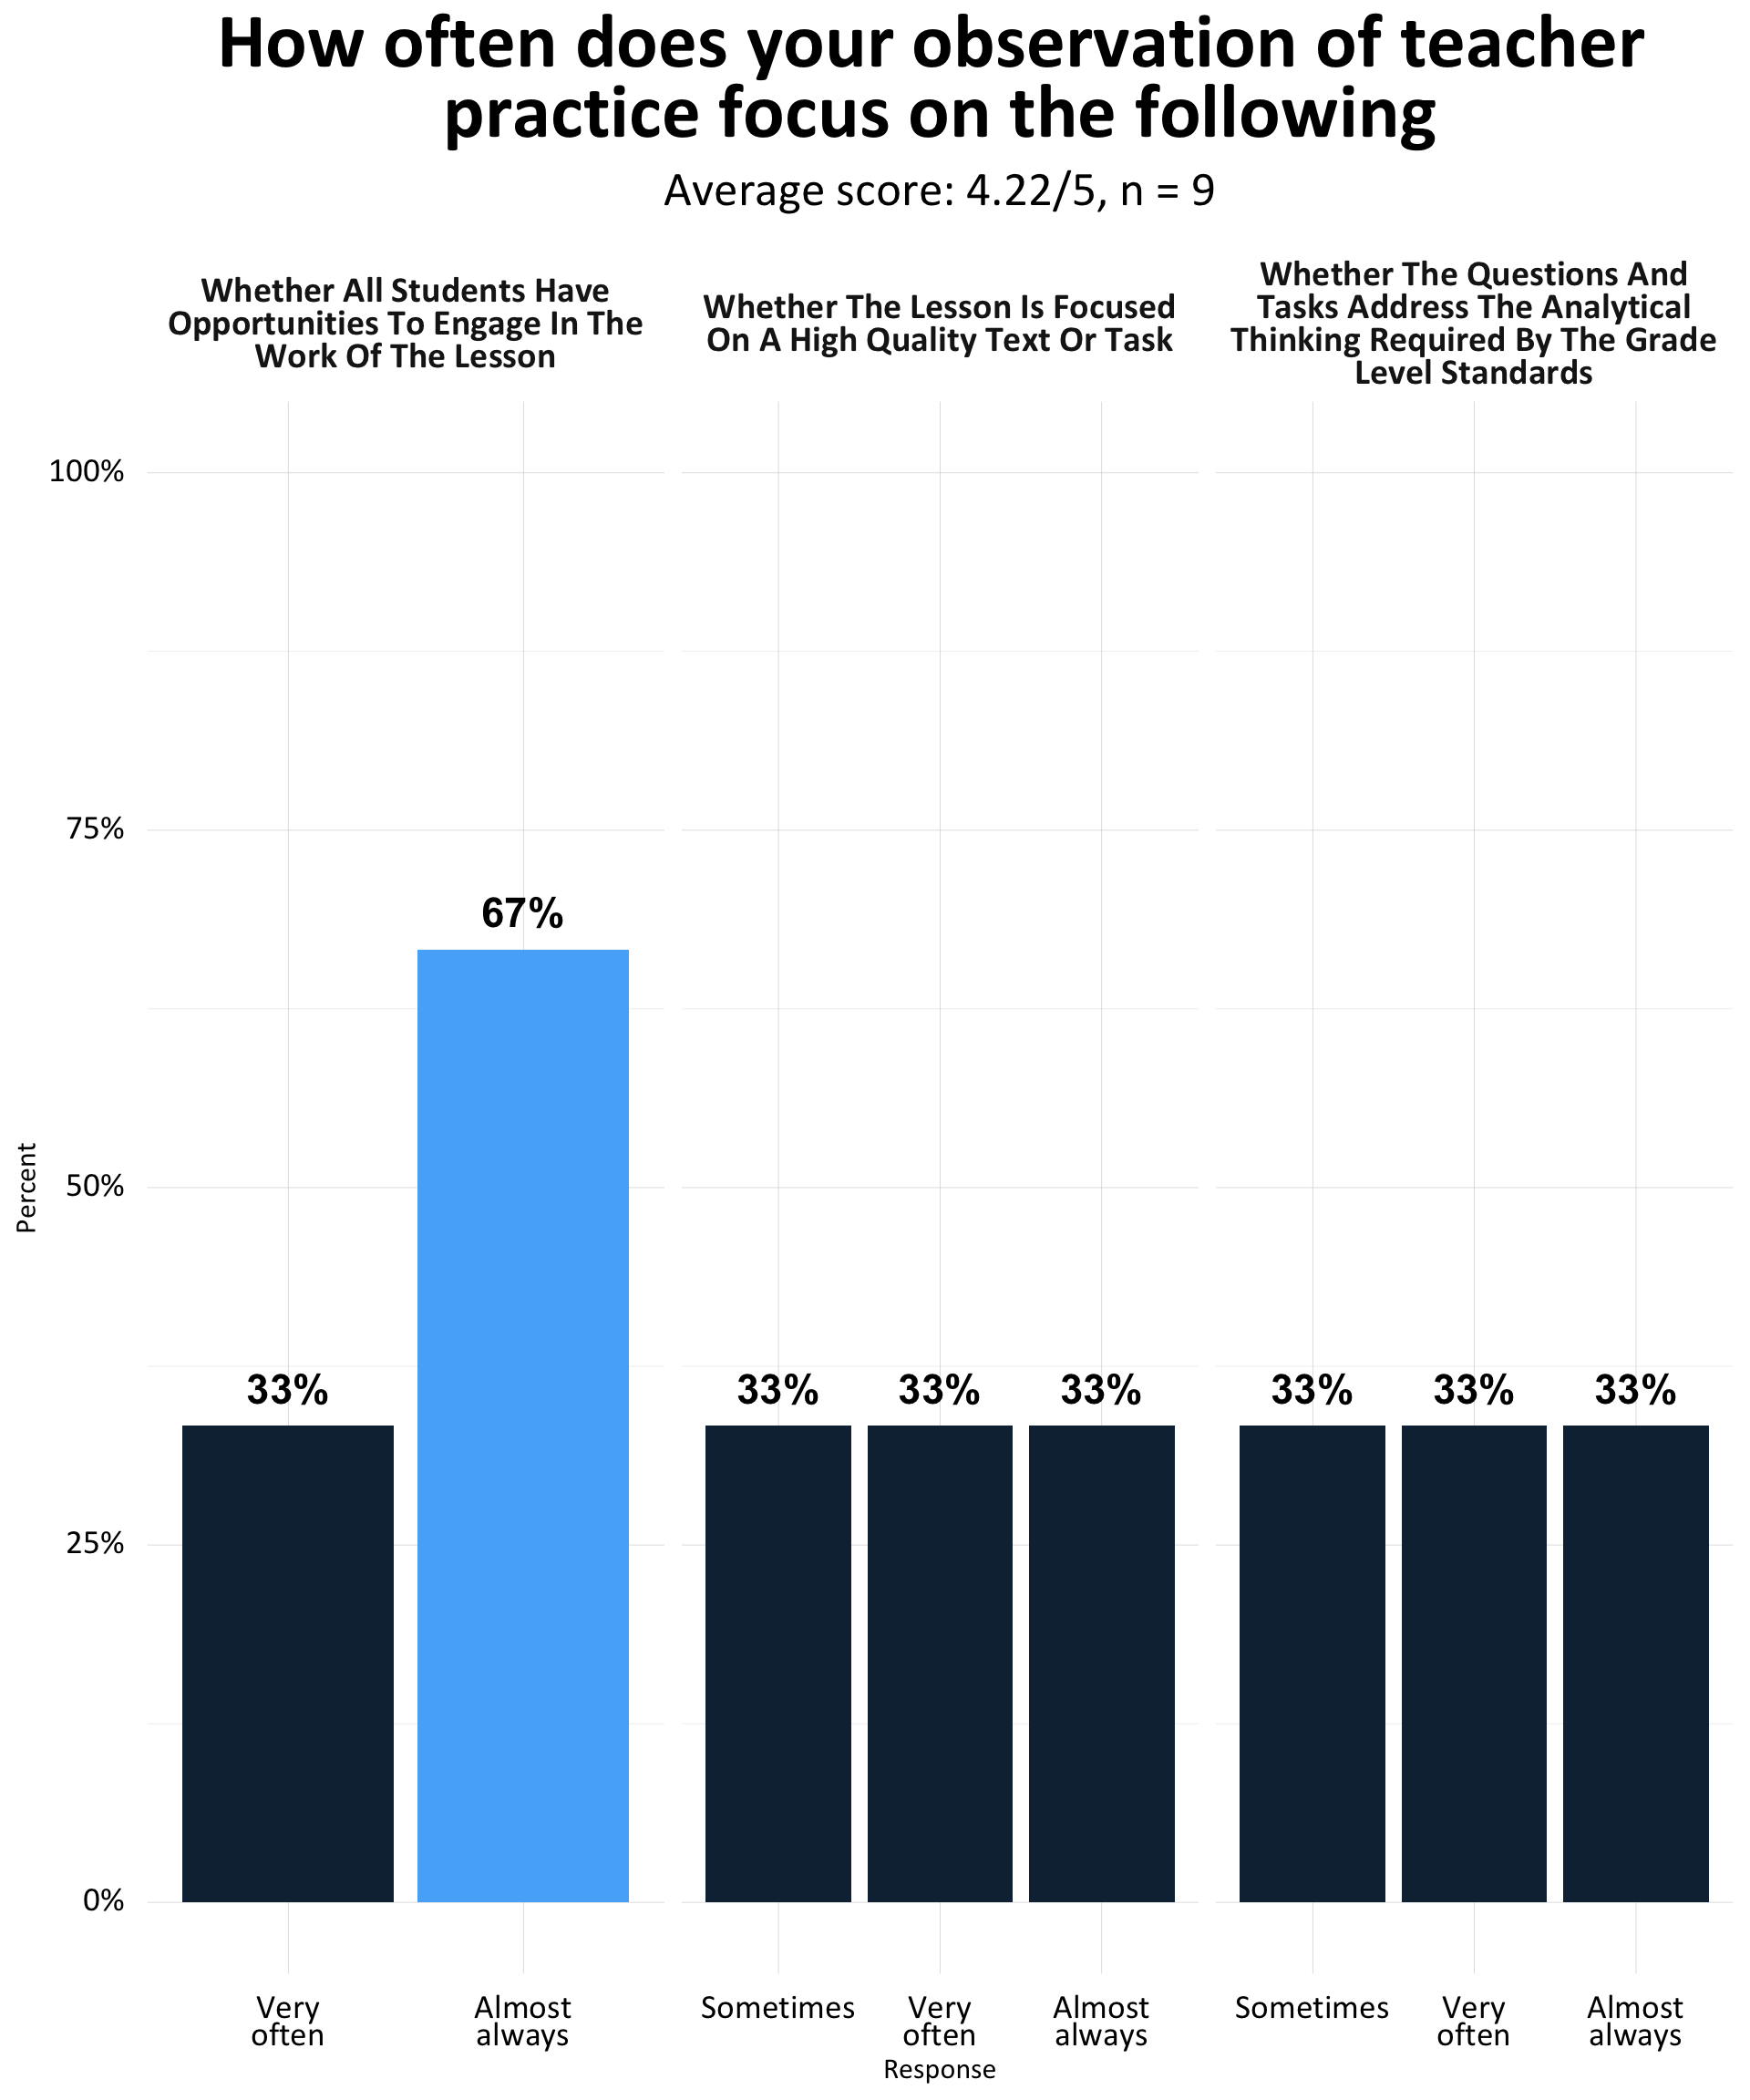 How often does your observation of teacher
practice focus on the following
Average score: 4.22/5, n = 9
Whether All Students Have
Opportunities To Engage In The
Work Of The Lesson
Whether The Lesson Is Focused
On A High Quality Text Or Task
Whether The Questions And
Tasks Address The Analytical
Thinking Required By The Grade
Level Standards
100%
75%
50%
25%
0%
Percent
33%
67%
33%
33%
33%
33%
33%
33%
Very
often
Almost
always
Sometimes
Very
often
Almost
always
Sometimes
Very
often
Almost
always
Response